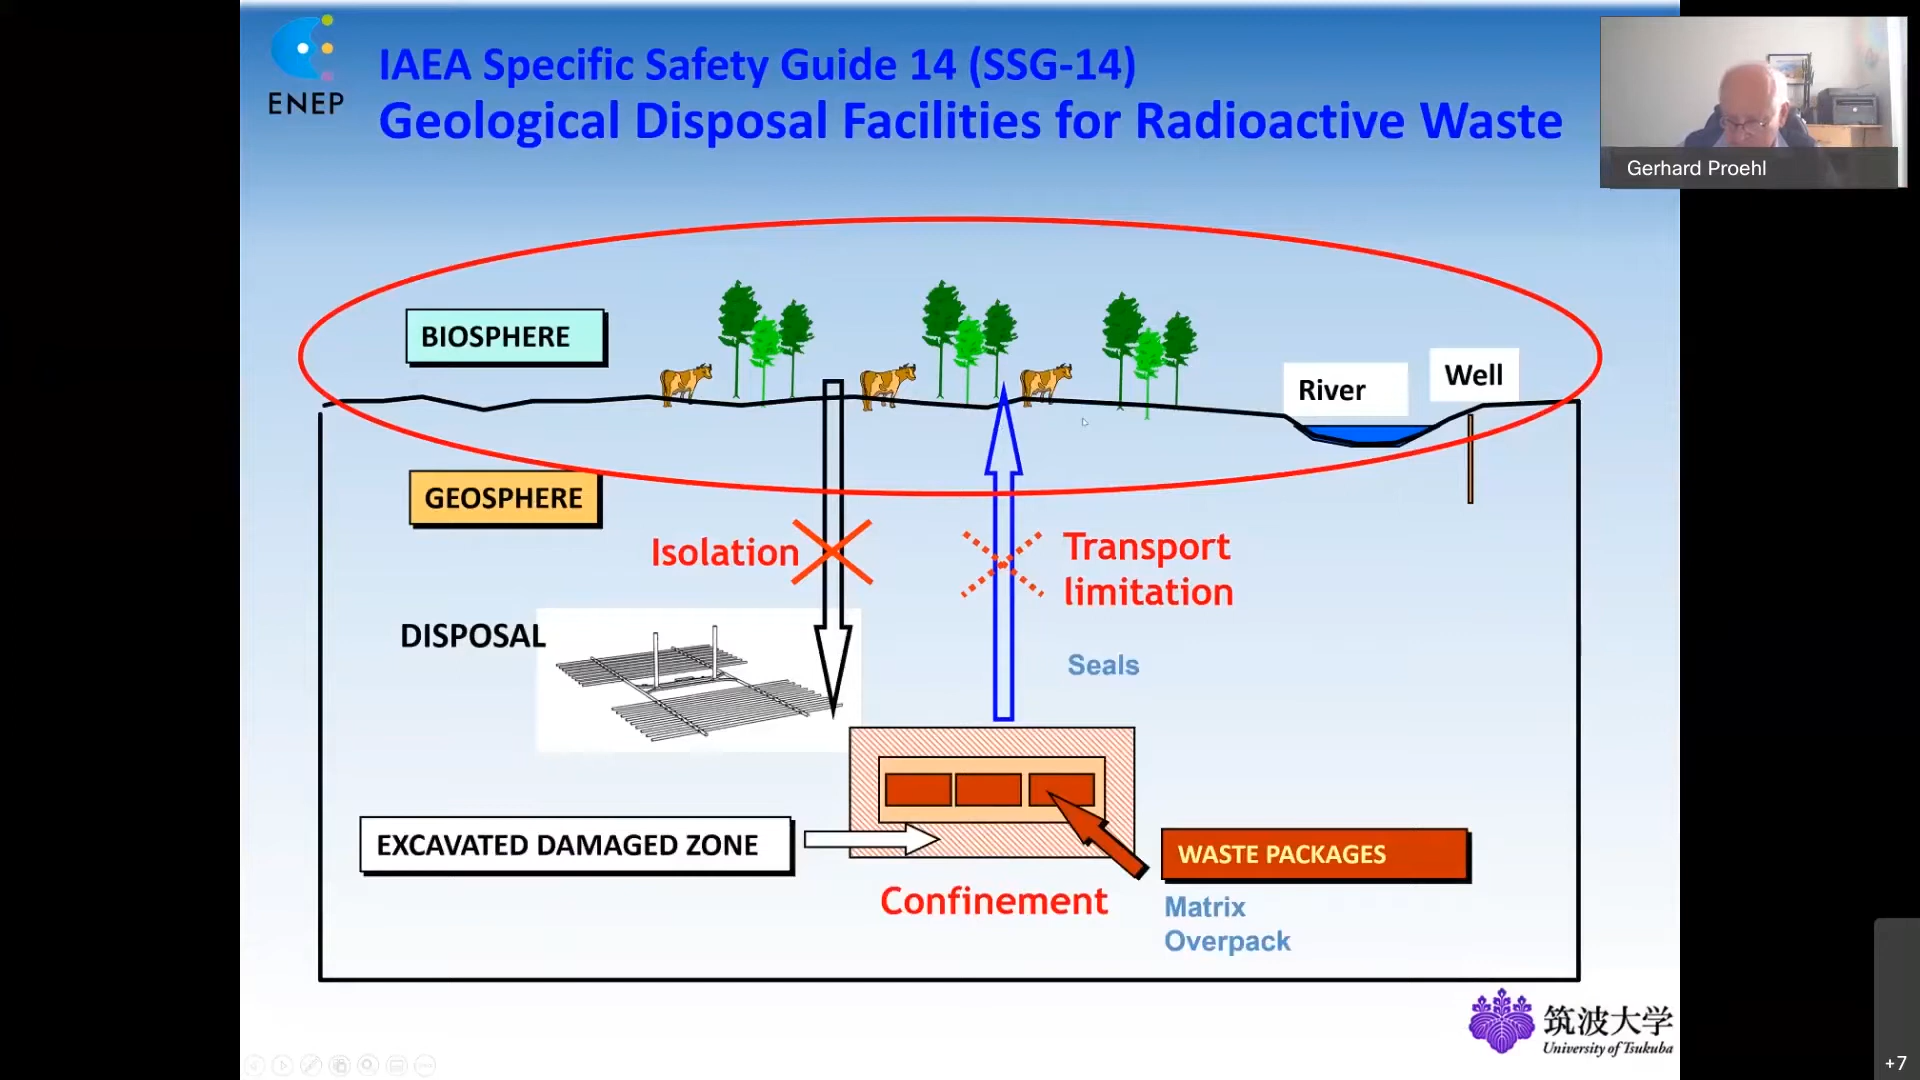 ENEP
IAEA Specific Safety Guide 14 (SSG-14)
Geological Disposal Facilities for Radioactive Waste
Gerhard Proehl
BIOSPHERE
River
Well
GEOSPHERE
Isolation
Transport
limitation
DISPOSAL
Seals
EXCAVATED DAMAGED ZONE
WASTE PACKAGES
Confinement
Matrix
Overpack
筑波大学
University of Tsukuba
+7